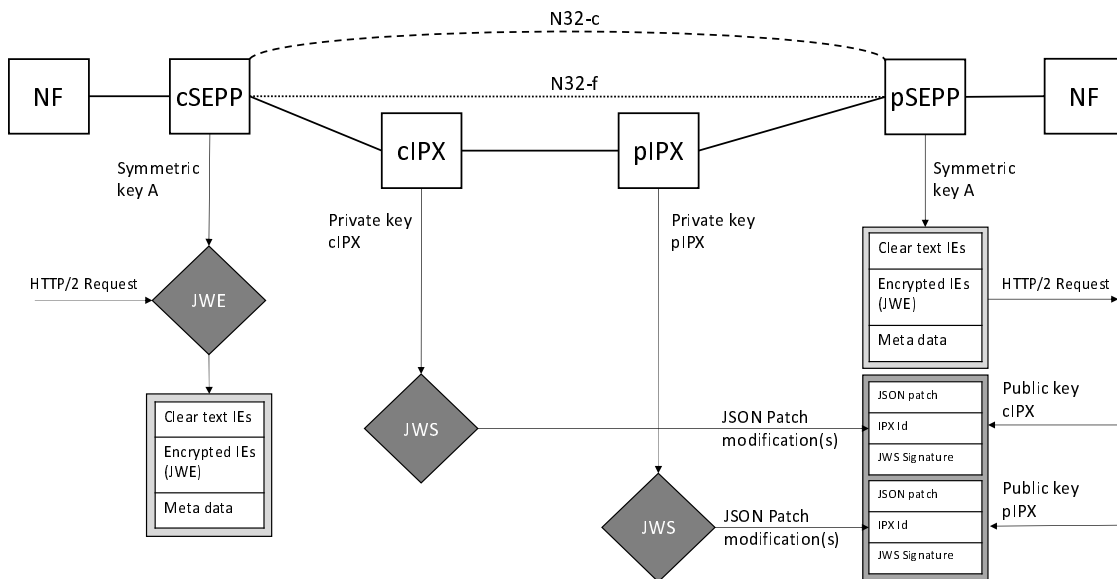 N32-c
N32-f
NF
cSEPP
pSEPP
NF
cIPX
pIPX
Symmetric
key A
Private key
cIPX
Private key
pIPX
Symmetric
key A
HTTP/2 Request
JWE
Clear text IEs
Encrypted IEs
(JWE)
Meta data
HTTP/2 Request
Clear text IEs
Encrypted IEs
(JWE)
Meta data
JWS
JSON Patch
modification(s)
JSON patch
IPX Id
JWS Signature
Public key
cIPX
JWS
JSON Patch
modification(s)
JSON patch
IPX Id
JWS Signature
Public key
pIPX